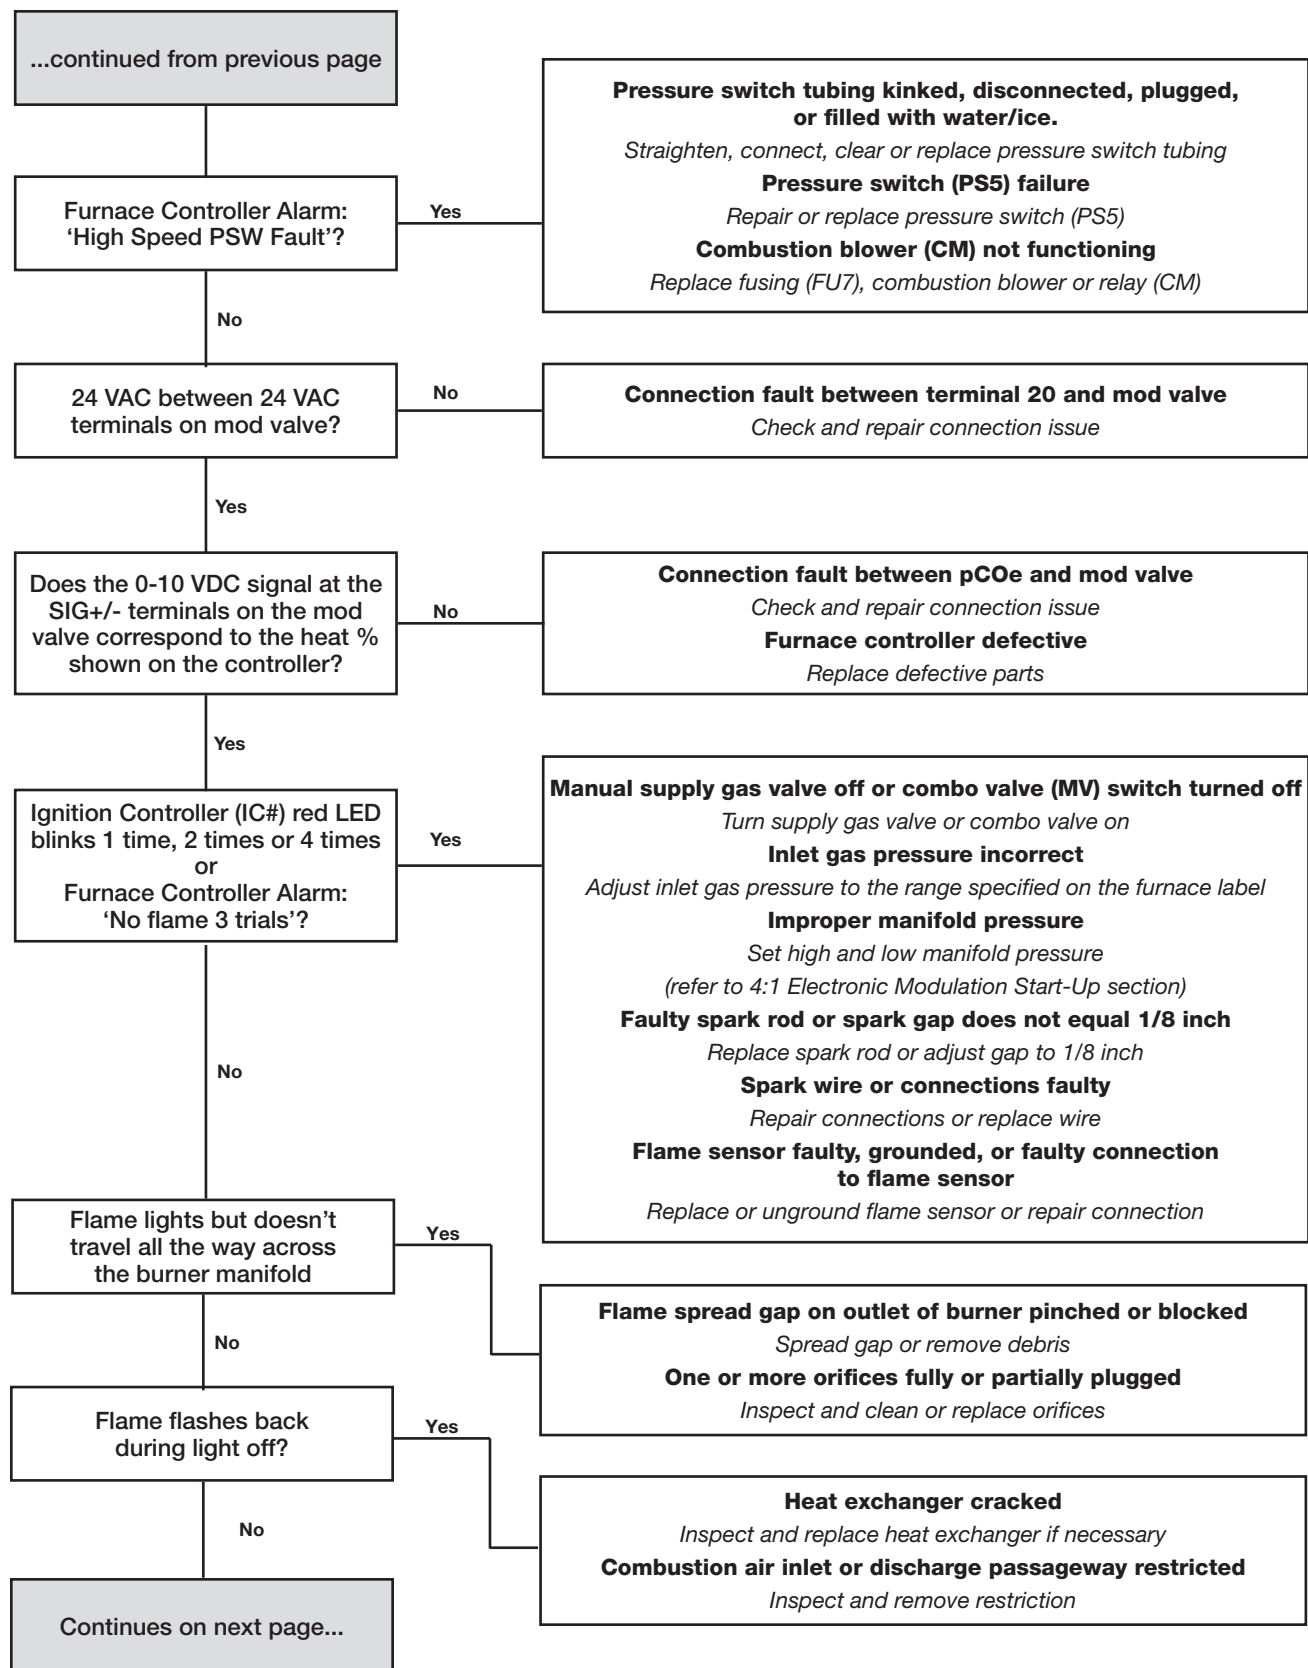 ...continued from previous page
Pressure switch tubing kinked, disconnected, plugged,
or filled with water/ice.
Straighten, connect, clear or replace pressure switch tubing
Pressure switch (PS5) failure
Repair or replace pressure switch (PS5)
Combustion blower (CM) not functioning
Replace fusing (FU7), combustion blower or relay (CM)
Furnace Controller Alarm:
‘High Speed PSW Fault’?
Yes
No
24 VAC between 24 VAC
terminals on mod valve?
No
Connection fault between terminal 20 and mod valve
Check and repair connection issue
Yes
Does the 0-10 VDC signal at the
SIG+/- terminals on the mod
valve correspond to the heat %
shown on the controller?
No
Connection fault between pCOe and mod valve
Check and repair connection issue
Furnace controller defective
Replace defective parts
Yes
Ignition Controller (IC#) red LED
blinks 1 time, 2 times or 4 times
or
Furnace Controller Alarm:
‘No flame 3 trials’?
Yes
Manual supply gas valve off or combo valve (MV) switch turned off
Turn supply gas valve or combo valve on
Inlet gas pressure incorrect
Adjust inlet gas pressure to the range specified on the furnace label
Improper manifold pressure
Set high and low manifold pressure
(refer to 4:1 Electronic Modulation Start-Up section)
Faulty spark rod or spark gap does not equal 1/8 inch
Replace spark rod or adjust gap to 1/8 inch
Spark wire or connections faulty
Repair connections or replace wire
Flame sensor faulty, grounded, or faulty connection
to flame sensor
Replace or unground flame sensor or repair connection
No
Flame lights but doesn’t
travel all the way across
the burner manifold
Yes
Flame spread gap on outlet of burner pinched or blocked
Spread gap or remove debris
One or more orifices fully or partially plugged
Inspect and clean or replace orifices
No
Flame flashes back
during light off?
Yes
Heat exchanger cracked
Inspect and replace heat exchanger if necessary
Combustion air inlet or discharge passageway restricted
Inspect and remove restriction
No
Continues on next page...